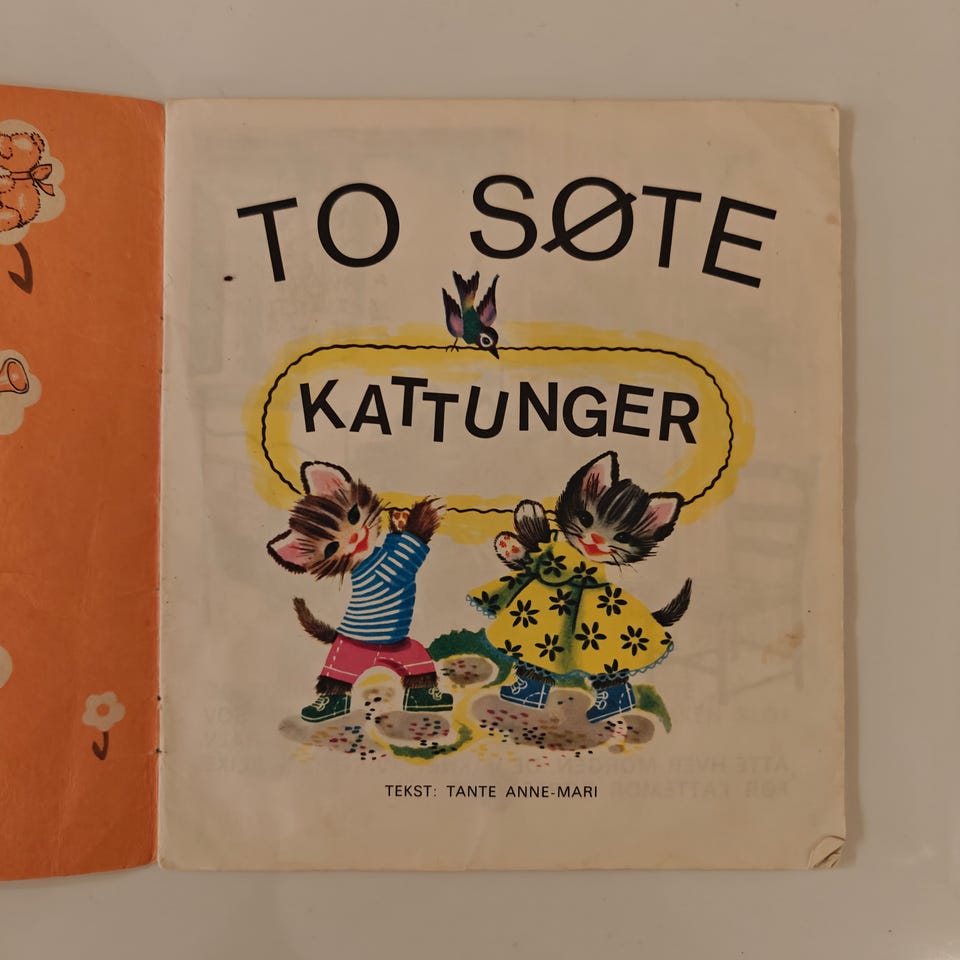 TO SØTE
KATTUNGER
TEKST: TANTE ANNE-MARI